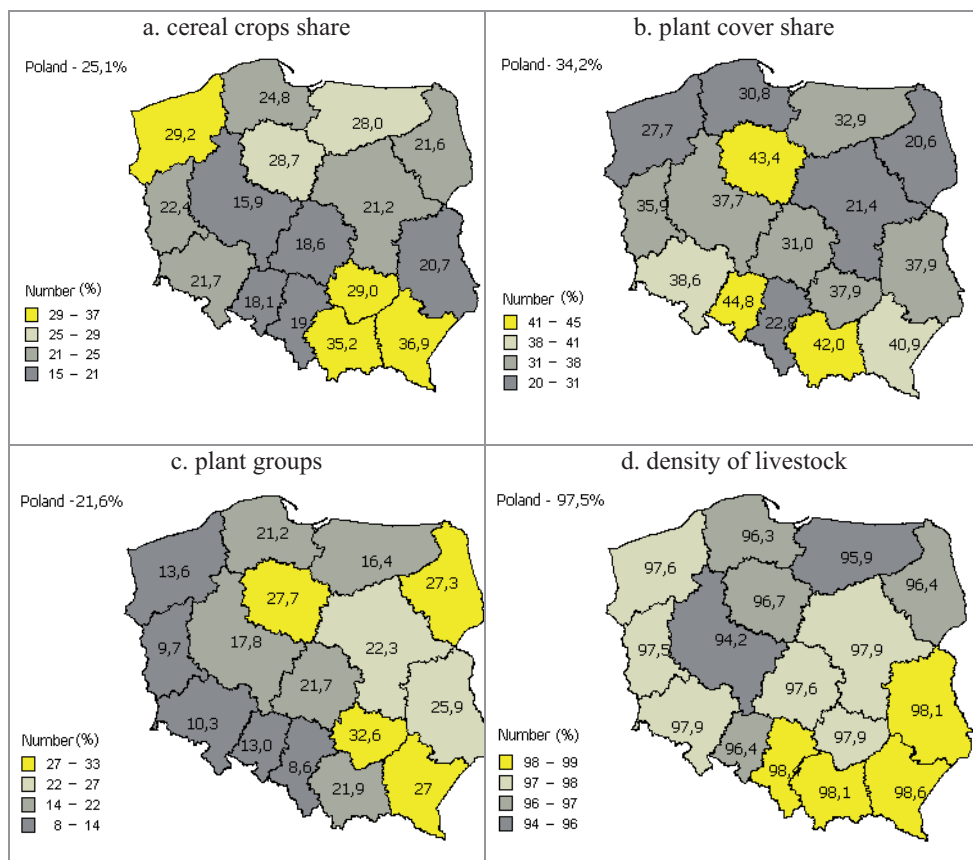 a. cereal crops share
Poland - 25,1%
24,8
28,0
29,2
21,6
28,7
15,9
22,4
21,2
18,6
20,7
21,7
29,0
18,1
19
35,2
36,9
Number (%)
29 – 37
25 – 29
21 – 25
15 – 21
b. plant cover share
Poland - 34,2%
30,8
32,9
27,7
20,6
43,4
35,9
37,7
21,4
31,0
37,9
38,6
37,9
44,8
22,8
42,0
40,9
Number (%)
41 – 45
38 – 41
31 – 38
20 – 31
c. plant groups
Poland -21,6%
21,2
16,4
13,6
27,3
27,7
17,8
9,7
22,3
21,7
25,9
10,3
32,6
13,0
8,6
27
21,9
Number (%)
27 – 33
22 – 27
14 – 22
8 – 14
d. density of livestock
Poland - 97,5%
96,3
95,9
97,6
96,4
96,7
94,2
97,5
97,9
97,6
98,1
97,9
97,9
96,4
98,4
98,1
98,6
Number (%)
98 – 99
97 – 98
96 – 97
94 – 96